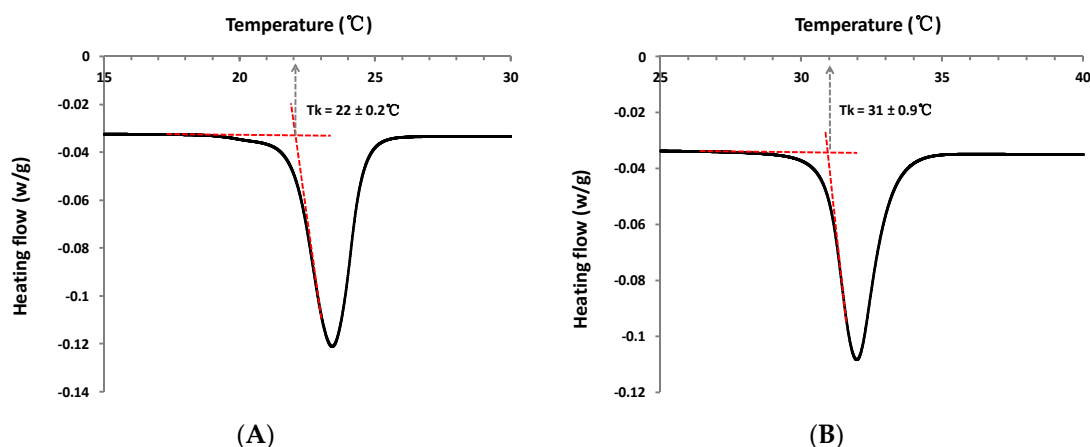 Temperature (℃)
0
15
20
25
30
-0.02
-0.04
-0.06
-0.08
-0.1
-0.12
-0.14
Heating flow (w/g)
Tk = 22 ± 0.2℃
(A)
Temperature (℃)
0
25
30
35
40
-0.02
-0.04
-0.06
-0.08
-0.1
-0.12
Heating flow (w/g)
Tk = 31 ± 0.9℃
(B)